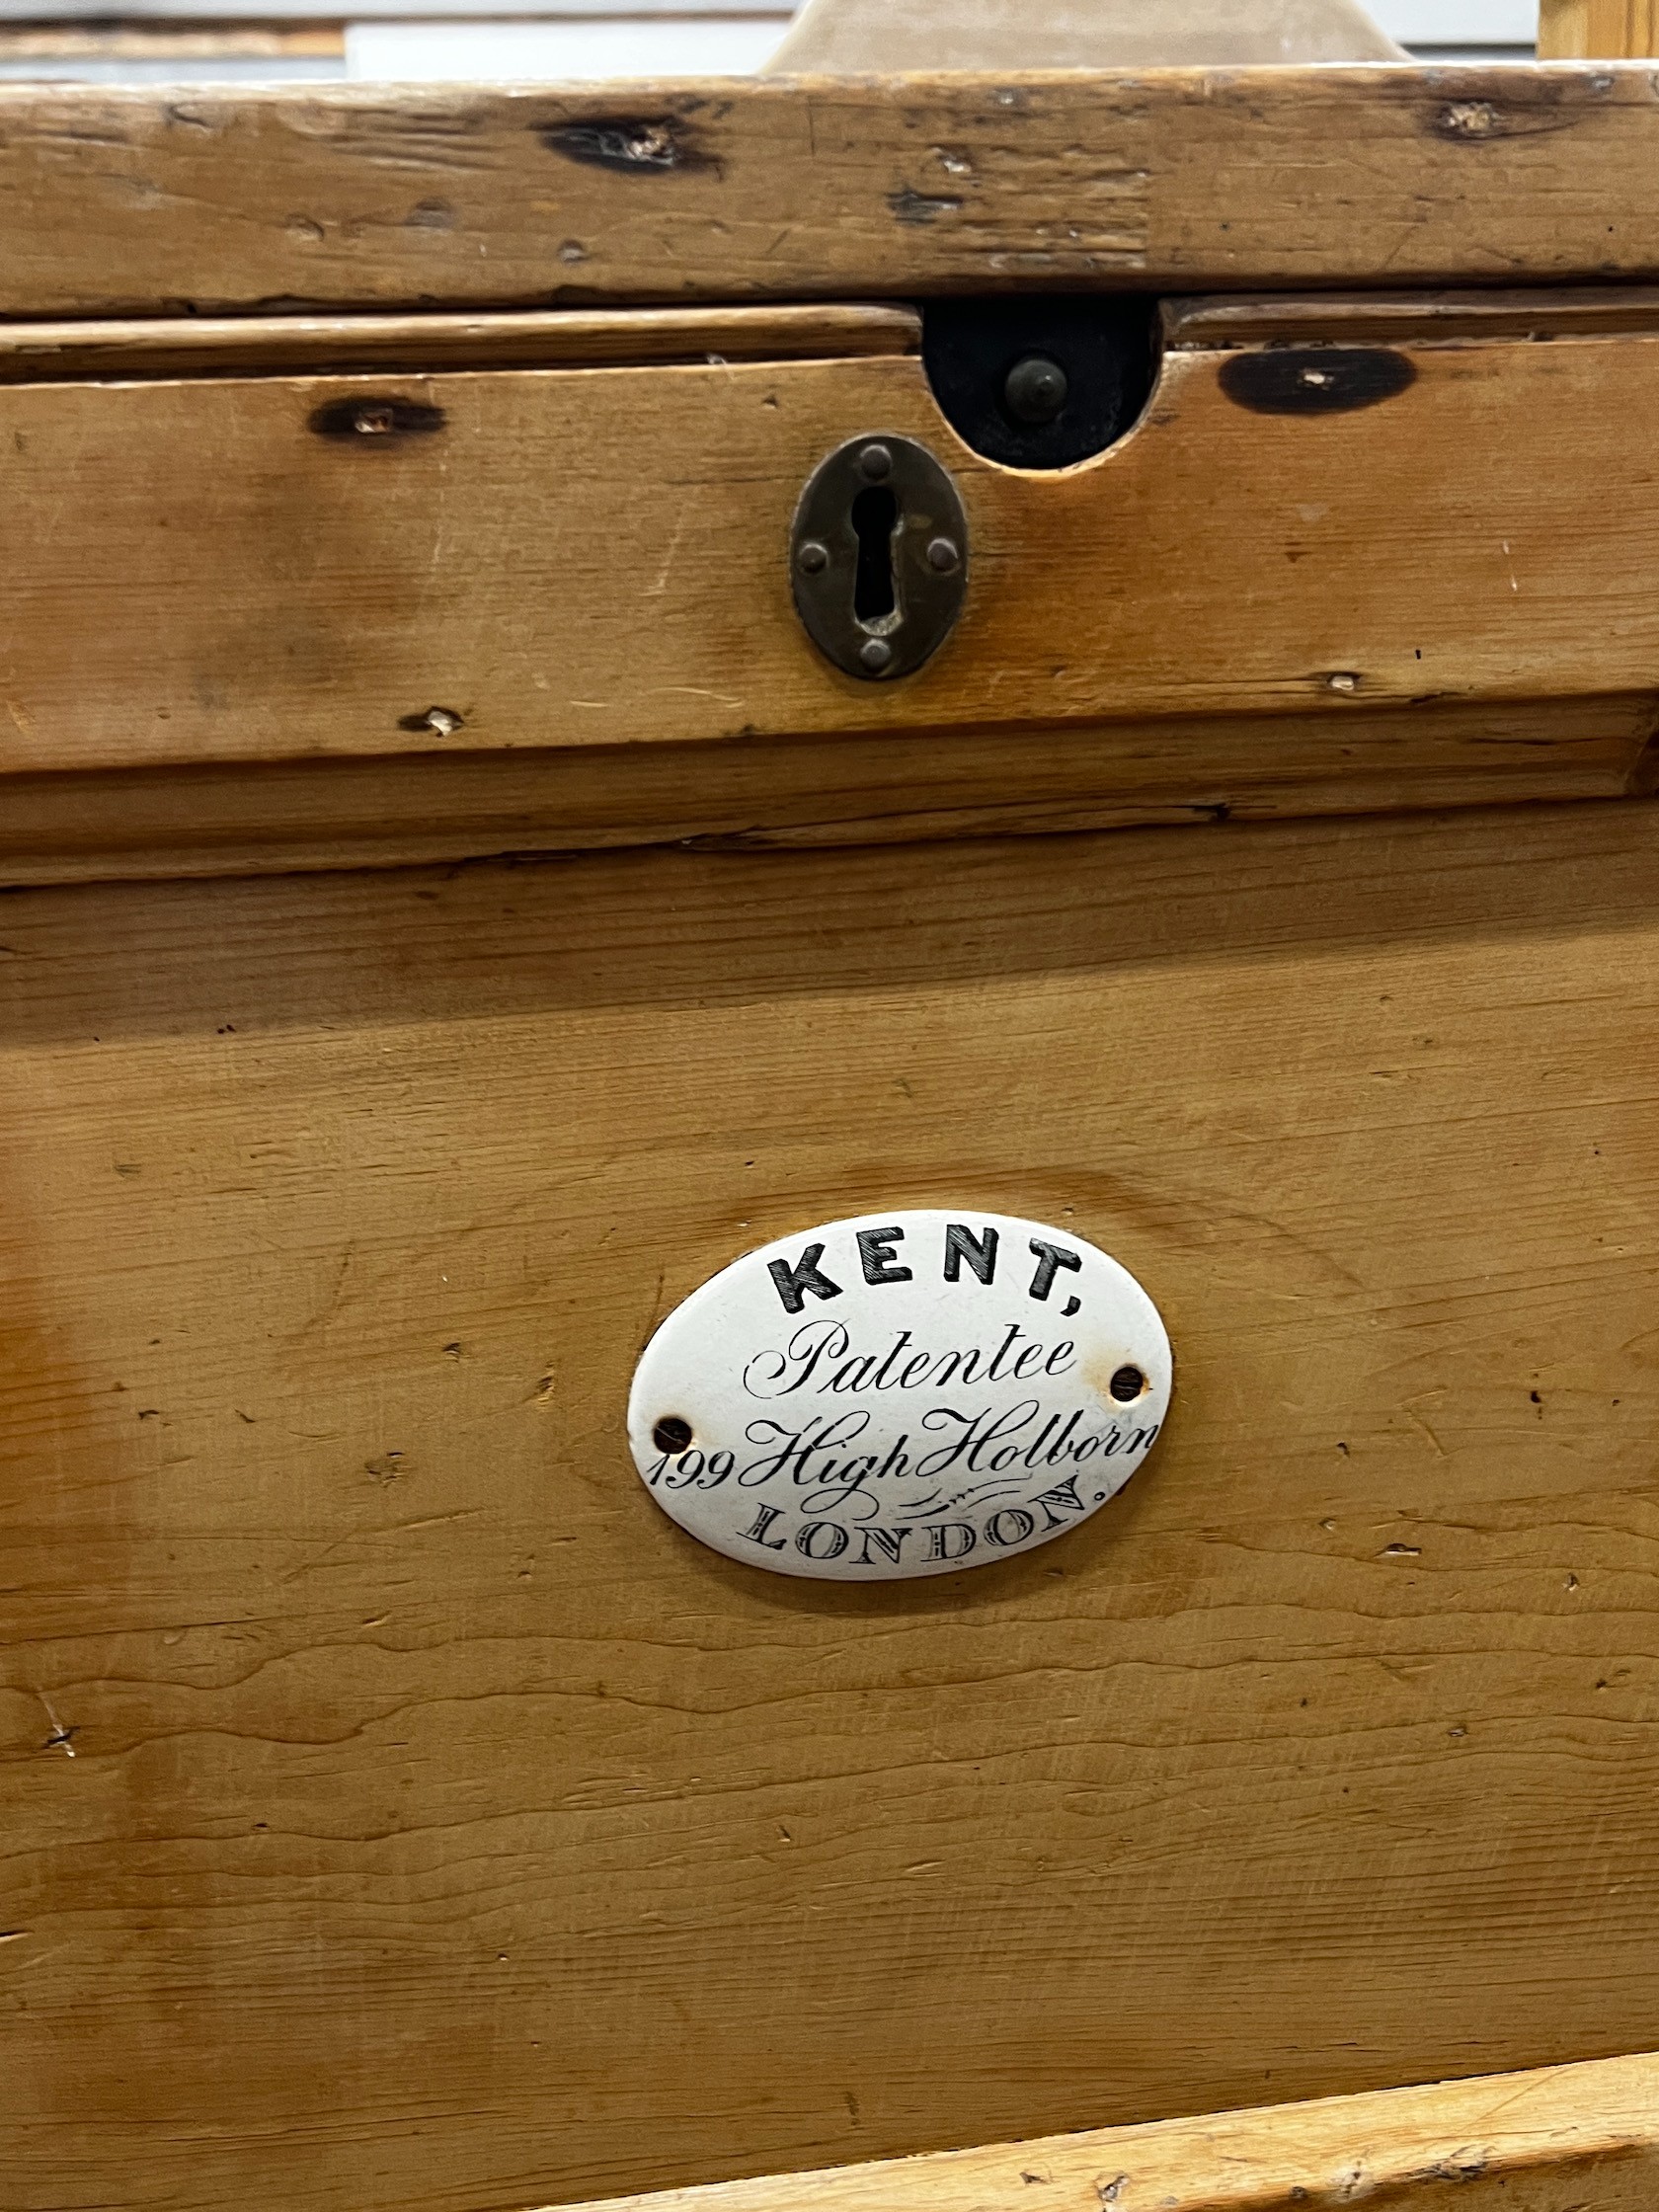 KENT,
Patentee
199 High Holborn
LONDON.